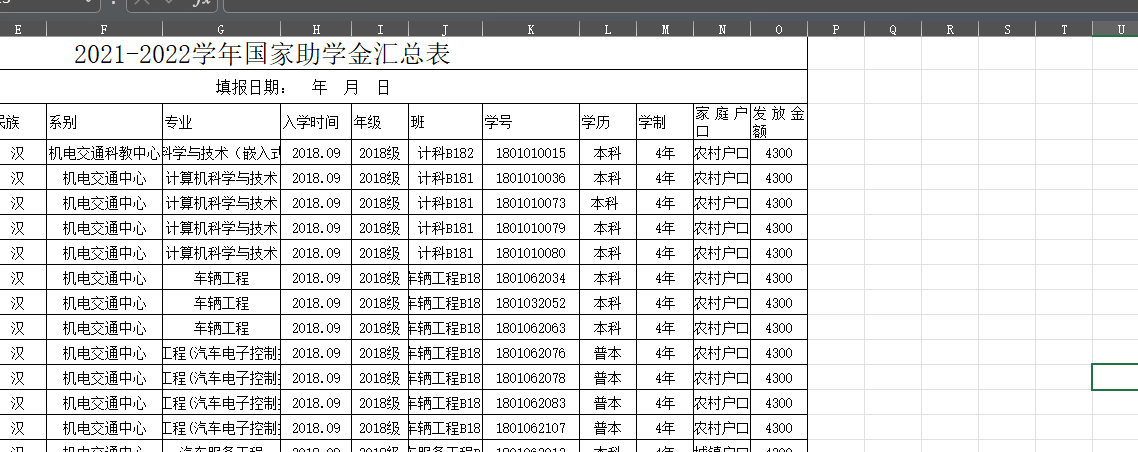 fx
E F G H I J K L M N O P Q R S T U
2021-2022学年国家助学金汇总表
填报日期： 年 月 日
族 系别 专业 入学时间 年级 班 学号 学历 学制 家庭户口 发放金额
汉 机电交通科教中心 科学与技术（嵌入式 2018.09 2018级 计科B182 1801010015 本科 4年 农村户口 4300
汉 机电交通中心 计算机科学与技术 2018.09 2018级 计科B181 1801010036 本科 4年 农村户口 4300
汉 机电交通中心 计算机科学与技术 2018.09 2018级 计科B181 1801010073 本科 4年 农村户口 4300
汉 机电交通中心 计算机科学与技术 2018.09 2018级 计科B181 1801010079 本科 4年 农村户口 4300
汉 机电交通中心 计算机科学与技术 2018.09 2018级 计科B181 1801010080 本科 4年 农村户口 4300
汉 机电交通中心 车辆工程 2018.09 2018级 车辆工程B18 1801062034 本科 4年 农村户口 4300
汉 机电交通中心 车辆工程 2018.09 2018级 车辆工程B18 1801032052 本科 4年 农村户口 4300
汉 机电交通中心 车辆工程 2018.09 2018级 车辆工程B18 1801062063 本科 4年 农村户口 4300
汉 机电交通中心 工程(汽车电子控制 2018.09 2018级 车辆工程B18 1801062076 普本 4年 农村户口 4300
汉 机电交通中心 工程(汽车电子控制 2018.09 2018级 车辆工程B18 1801062078 普本 4年 农村户口 4300
汉 机电交通中心 工程(汽车电子控制 2018.09 2018级 车辆工程B18 1801062083 普本 4年 农村户口 4300
汉 机电交通中心 工程(汽车电子控制 2018.09 2018级 车辆工程B18 1801062107 普本 4年 农村户口 4300